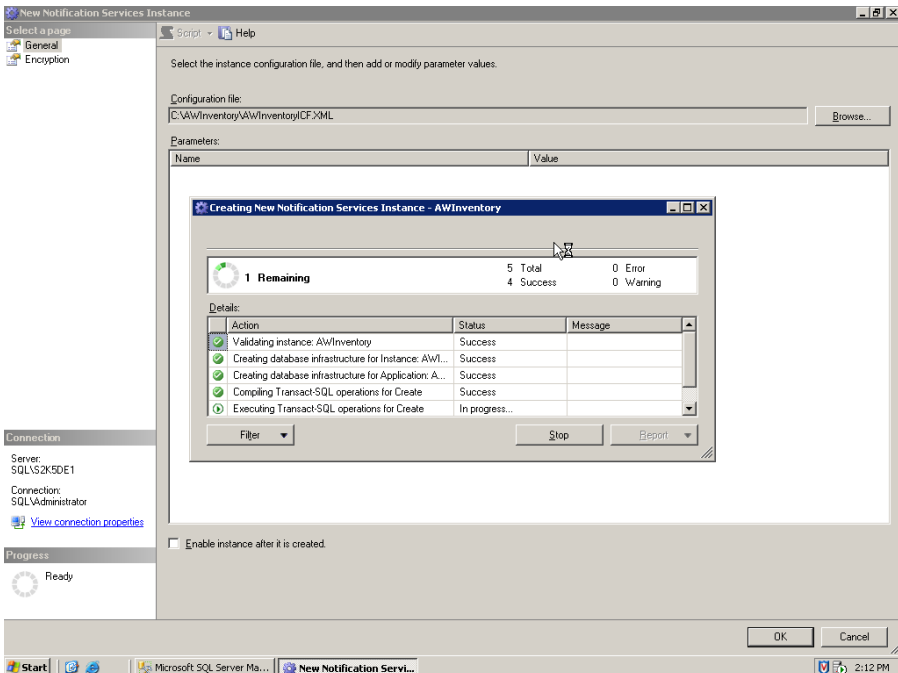 New Notification Services Instance
Select a page
General
Encryption
Script
Help
Select the instance configuration file, and then add or modify parameter values.
Configuration file:
C:\AWInventory\AWInventoryICF.XML
Browse...
Parameters:
Name Value
Creating New Notification Services Instance - AWInventory
1 Remaining
5 Total 0 Error
4 Success 0 Warning
Details:
Action Status Message
Validating instance: AWInventory Success
Creating database infrastructure for Instance: AWI... Success
Creating database infrastructure for Application: A... Success
Compiling Transact-SQL operations for Create Success
Executing Transact-SQL operations for Create In progress...
Filter Stop Report
Connection
Server:
SQL\S2K5DE1
Connection:
SQL\Administrator
View connection properties
Enable instance after it is created.
Progress
Ready
OK Cancel
Start Microsoft SQL Server Ma... New Notification Servi... 2:12 PM